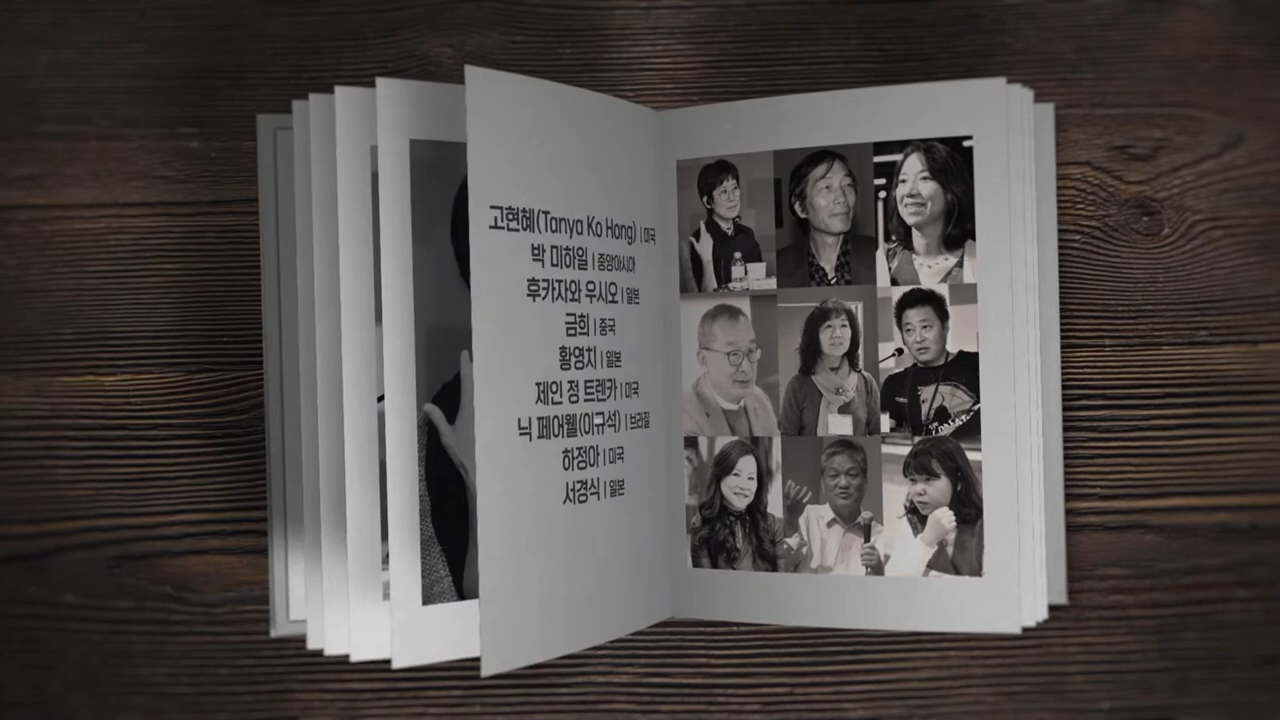 고현혜(Tanya Ko Hong) | 미국
박 미하일 | 중앙아시아
후카자와 우시오 | 일본
금희 | 중국
황영치 | 일본
제인 정 트렌카 | 미국
닉 페어웰(이규석) | 브라질
하정아 | 미국
서경식 | 일본